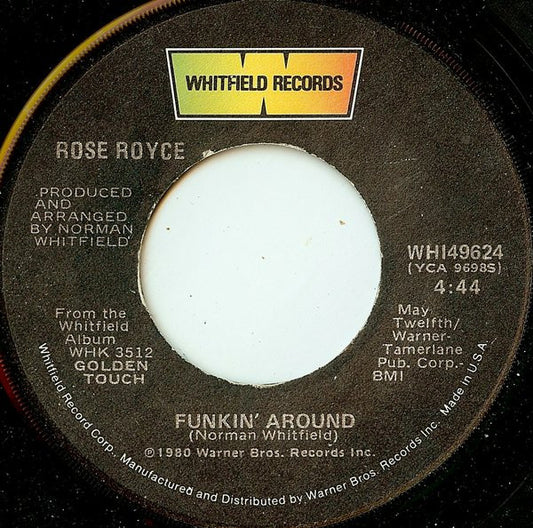 WHITFIELD RECORDS
ROSE ROYCE
PRODUCED
AND
ARRANGED
BY NORMAN
WHITFIELD
WHI49624
(YCA 9698S)
4:44
From the
Whitfield
Album
WHK 3512
GOLDEN
TOUCH
May
Twelfth/
Warner-
Tamerlane
Pub. Corp.-
BMI
FUNKIN' AROUND
(Norman Whitfield)
℗1980 Warner Bros. Records Inc.
Whitfield Record Corp., Manufactured and Distributed by Warner Bros. Records Inc. Made in U.S.A.